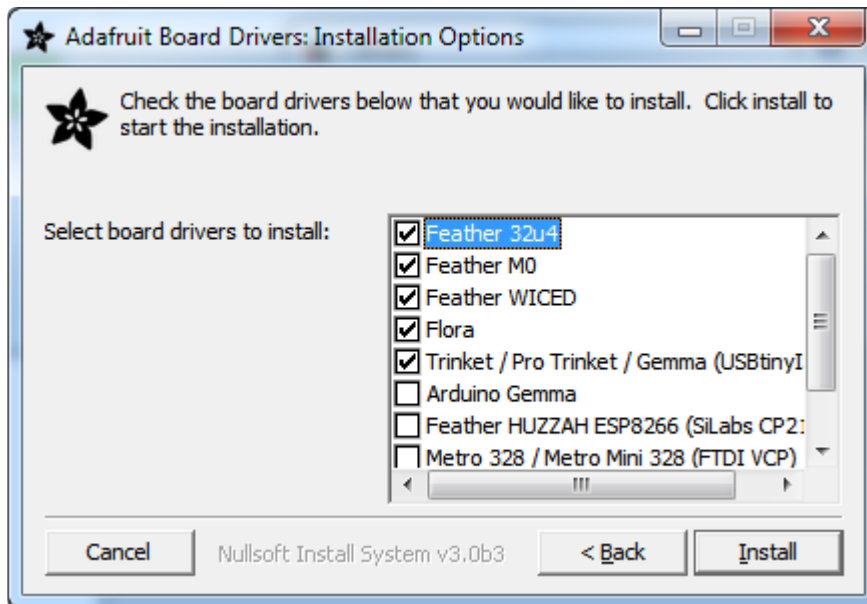 Adafruit Board Drivers: Installation Options
Check the board drivers below that you would like to install. Click install to
start the installation.
Select board drivers to install:
Feather 32u4
Feather M0
Feather WICED
Flora
Trinket / Pro Trinket / Gemma (USBtinyI
Arduino Gemma
Feather HUZZAH ESP8266 (SiLabs CP21
Metro 328 / Metro Mini 328 (FTDI VCP)
Cancel
Nullsoft Install System v3.0b3
< Back
Install